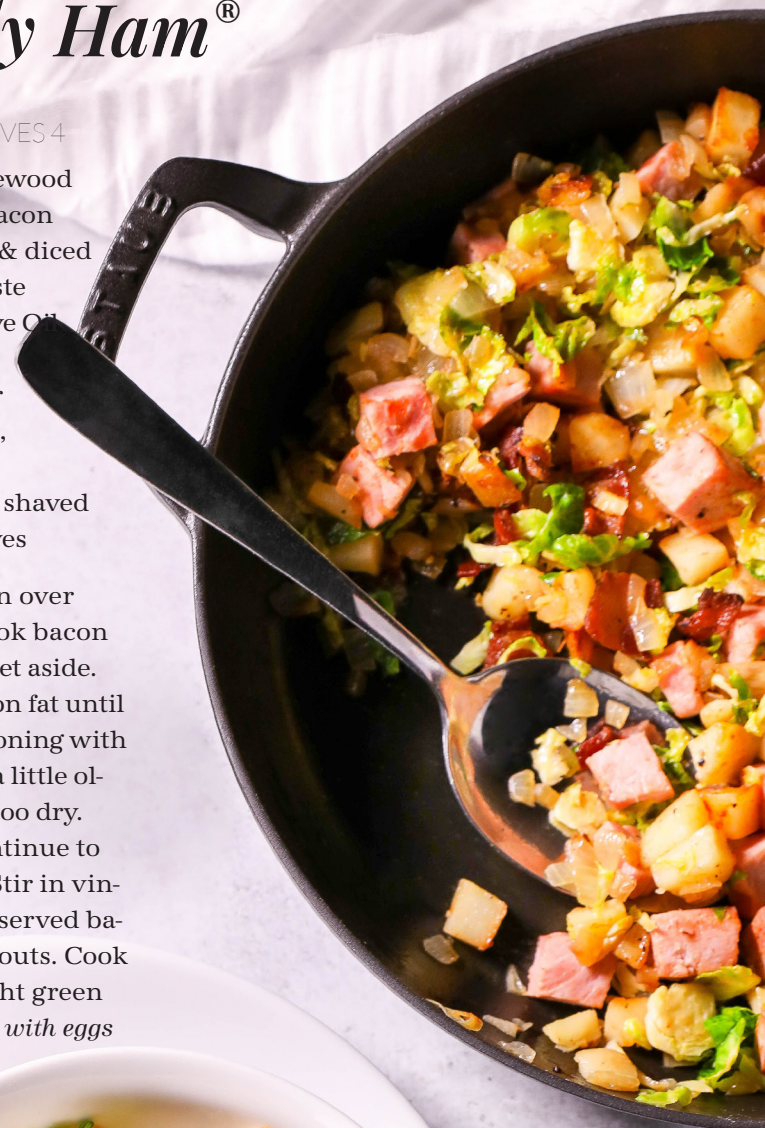 ly Ham®
VES 4
ewood
acon
& diced
ste
ve Oil
r
,
shaved
ves
n over
ok bacon
et aside.
on fat until
oning with
a little ol-
oo dry.
ntinue to
Stir in vin-
served ba-
outs. Cook
ht green
with eggs
STAUB